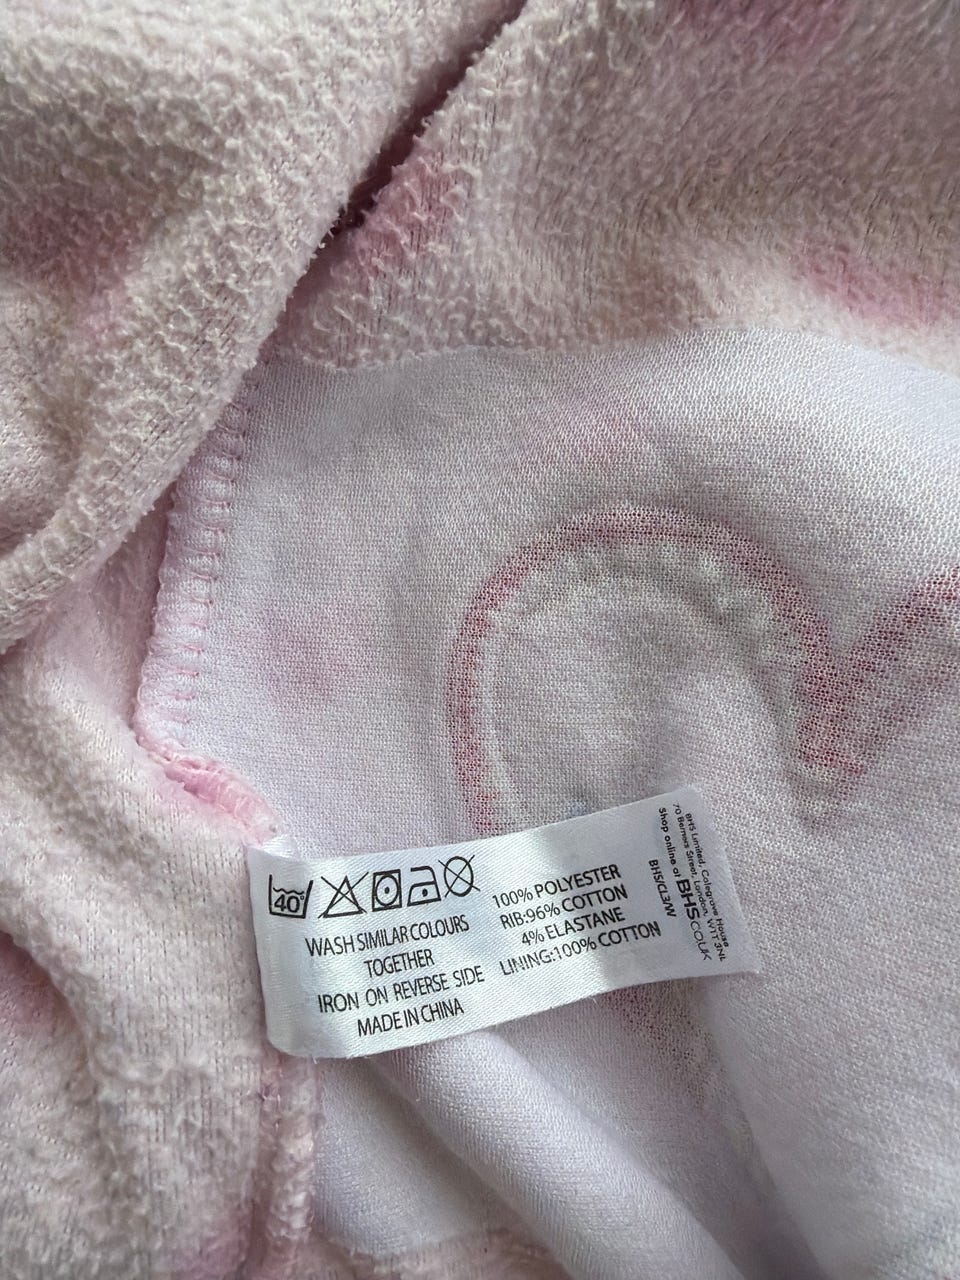 40°
WASH SIMILAR COLOURS
TOGETHER
IRON ON REVERSE SIDE
MADE IN CHINA
100% POLYESTER
RIB:96% COTTON
4% ELASTANE
LINING:100% COTTON
BHS Limited, Colegrave House
70 Berners Street, London, W1T 3NL
Shop online at BHS.CO.UK
BHS/CL3/W